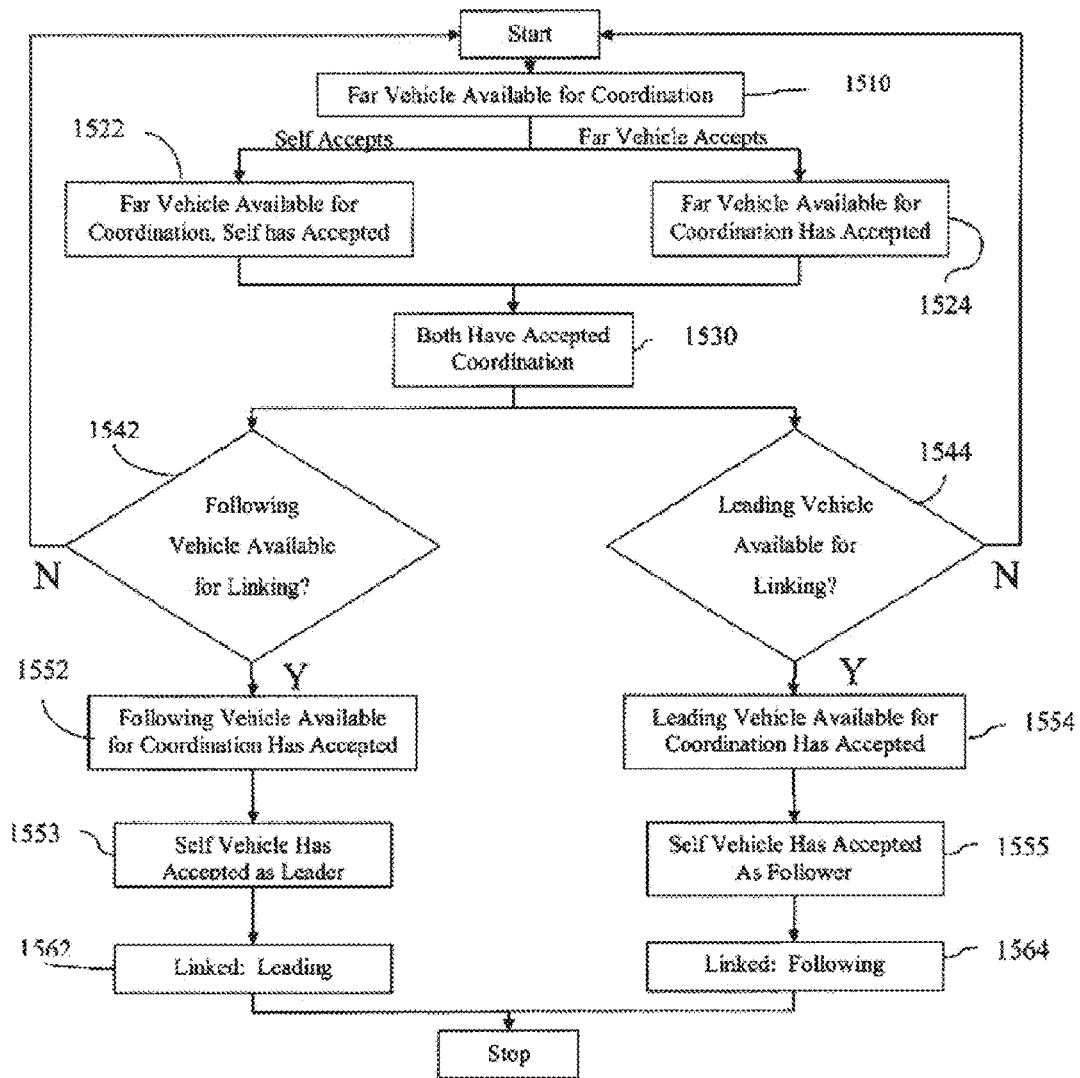 Start
Far Vehicle Available for Coordination
1510
1522
Self Accepts
Far Vehicle Accepts
Far Vehicle Available for
Coordination, Self has Accepted
Far Vehicle Available for
Coordination Has Accepted
1524
Both Have Accepted
Coordination
1530
1542
Following
Vehicle Available
for Linking?
N
Y
1544
Leading Vehicle
Available for
Linking?
N
Y
1552
Following Vehicle Available
for Coordination Has Accepted
Leading Vehicle Available for
Coordination Has Accepted
1554
1553
Self Vehicle Has
Accepted as Leader
Self Vehicle Has Accepted
As Follower
1555
1562
Linked: Leading
Linked: Following
1564
Stop